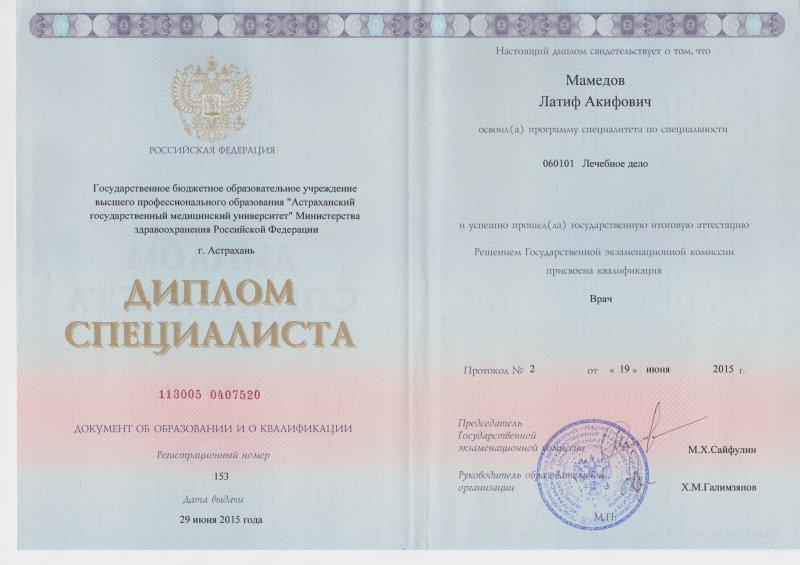 РОССИЙСКАЯ ФЕДЕРАЦИЯ
Государственное бюджетное образовательное учреждение
высшего профессионального образования "Астраханский
государственный медицинский университет" Министерства
здравоохранения Российской Федерации
г. Астрахань
ДИПЛОМ
СПЕЦИАЛИСТА
113005 0407520
ДОКУМЕНТ ОБ ОБРАЗОВАНИИ И О КВАЛИФИКАЦИИ
Регистрационный номер
153
Дата выдачи
29 июня 2015 года
Настоящий диплом свидетельствует о том, что
Мамедов
Латиф Акифович
освоил(а) программу специалитета по специальности
060101 Лечебное дело
и успешно прошел(ла) государственную итоговую аттестацию
Решением Государственной экзаменационной комиссии
присвоена квалификация
Врач
Протокол № 2 от « 19 » июня 2015 г.
Председатель
Государственной
экзаменационной комиссии
М.Х.Сайфулин
Руководитель образовательной
организации
Х.М.Галимзянов
М.П.